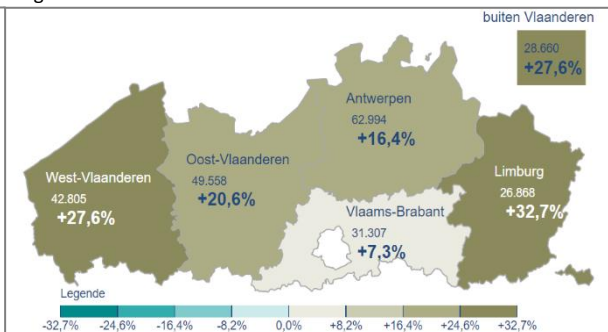 buiten Vlaanderen
28.660
+27,6%
Antwerpen
62.994
+16,4%
Oost-Vlaanderen
49.558
+20,6%
West-Vlaanderen
42.805
+27,6%
Limburg
26.868
+32,7%
Vlaams-Brabant
31.307
+7,3%
Legende
-32,7% -24,6% -16,4% -8,2% 0,0% +8,2% +16,4% +24,6% +32,7%